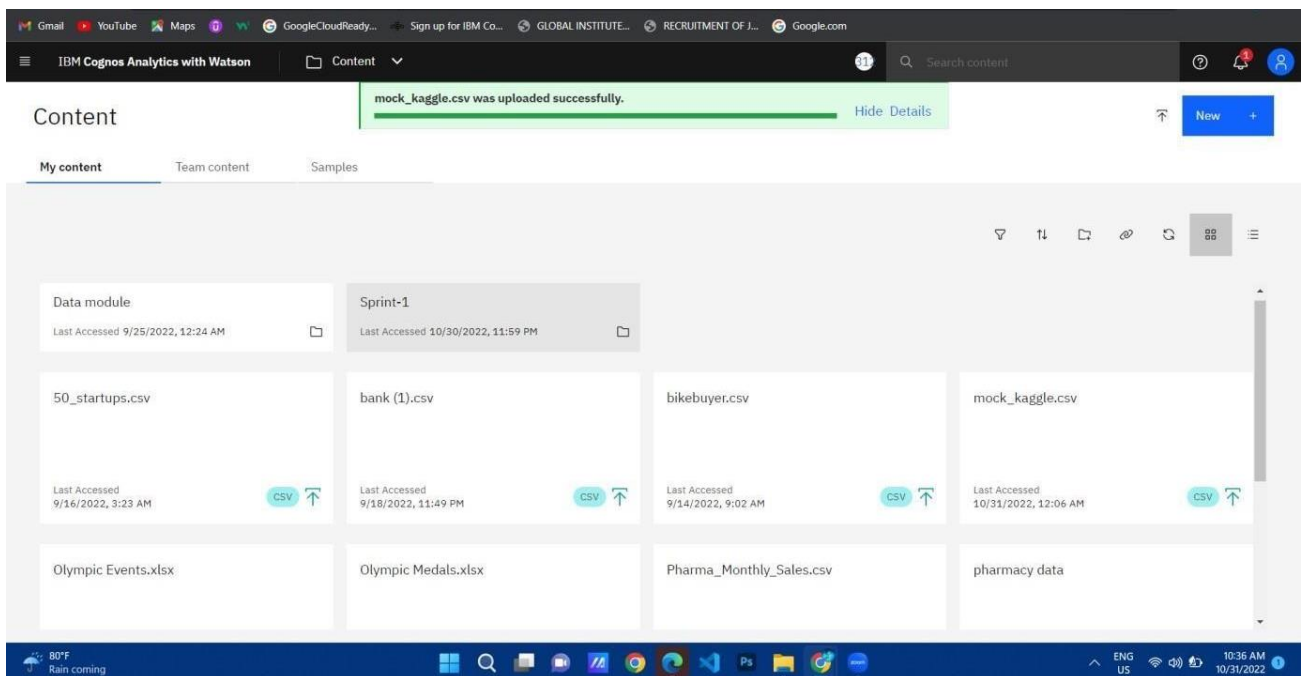 Gmail YouTube Maps GoogleCloudReady... Sign up for IBM Co... GLOBAL INSTITUTE... RECRUITMENT OF J... Google.com
IBM Cognos Analytics with Watson Content 31 Search content 1
mock_kaggle.csv was uploaded successfully.
Hide Details
Content
New +
My content Team content Samples
Data module Sprint-1
Last Accessed 9/25/2022, 12:24 AM Last Accessed 10/30/2022, 11:59 PM
50_startups.csv bank (1).csv bikebuyer.csv mock_kaggle.csv
Last Accessed Last Accessed Last Accessed Last Accessed
9/16/2022, 3:23 AM CSV 9/18/2022, 11:49 PM CSV 9/14/2022, 9:02 AM CSV 10/31/2022, 12:06 AM CSV
Olympic Events.xlsx Olympic Medals.xlsx Pharma_Monthly_Sales.csv pharmacy data
80°F ENG 10:36 AM
Rain coming Ps US 10/31/2022 1